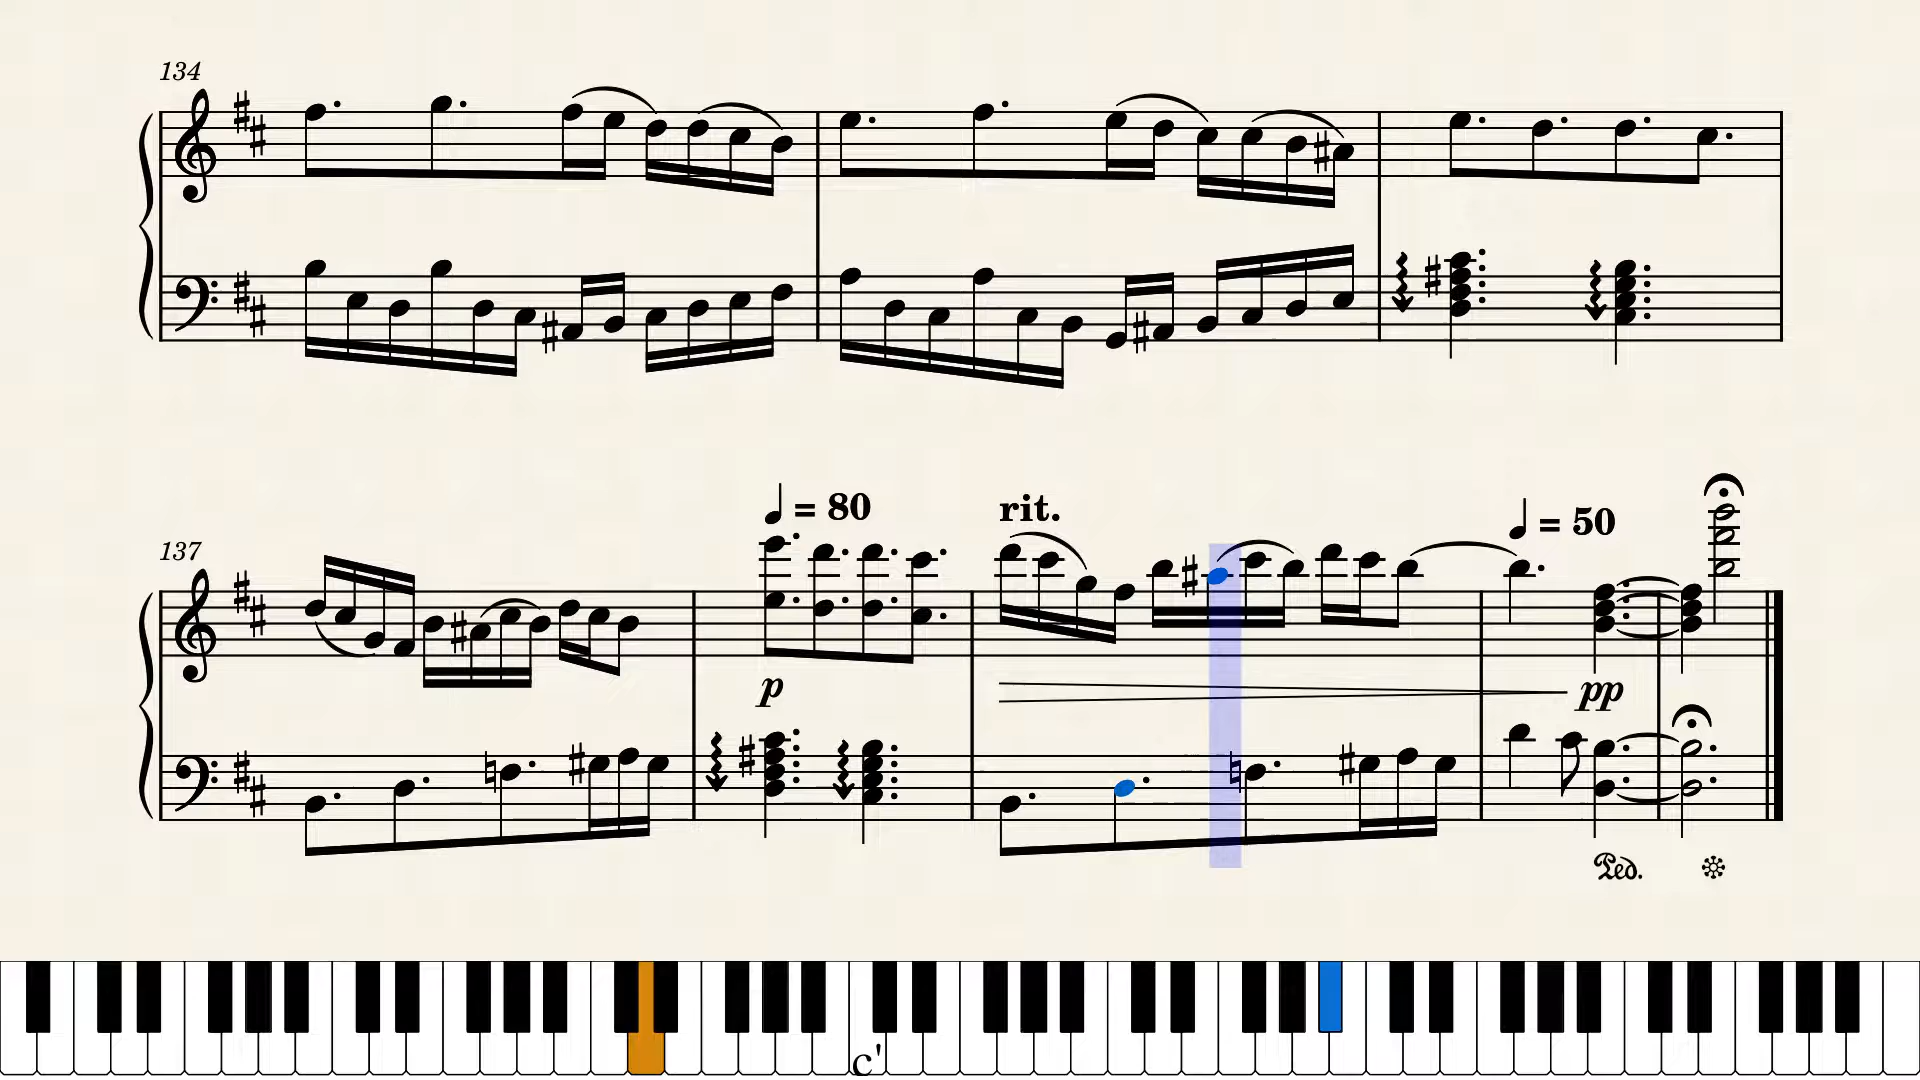 134
♩ = 80
rit.
♩ = 50
137
p
pp
Ped.
c'